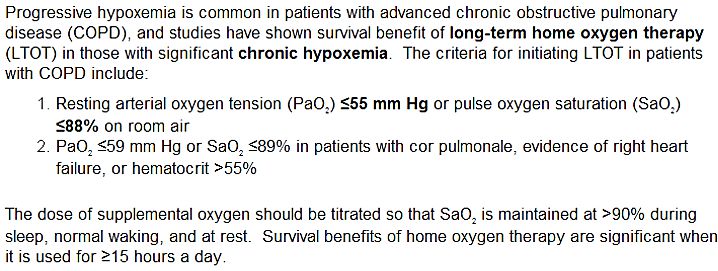 Progressive hypoxemia is common in patients with advanced chronic obstructive pulmonary
disease (COPD), and studies have shown survival benefit of long-term home oxygen therapy
(LTOT) in those with significant chronic hypoxemia.  The criteria for initiating LTOT in patients
with COPD include:
1. Resting arterial oxygen tension (PaO₂) ≤55 mm Hg or pulse oxygen saturation (SaO₂)
≤88% on room air
2. PaO₂ ≤59 mm Hg or SaO₂ ≤89% in patients with cor pulmonale, evidence of right heart
failure, or hematocrit >55%
The dose of supplemental oxygen should be titrated so that SaO₂ is maintained at >90% during
sleep, normal waking, and at rest.  Survival benefits of home oxygen therapy are significant when
it is used for ≥15 hours a day.